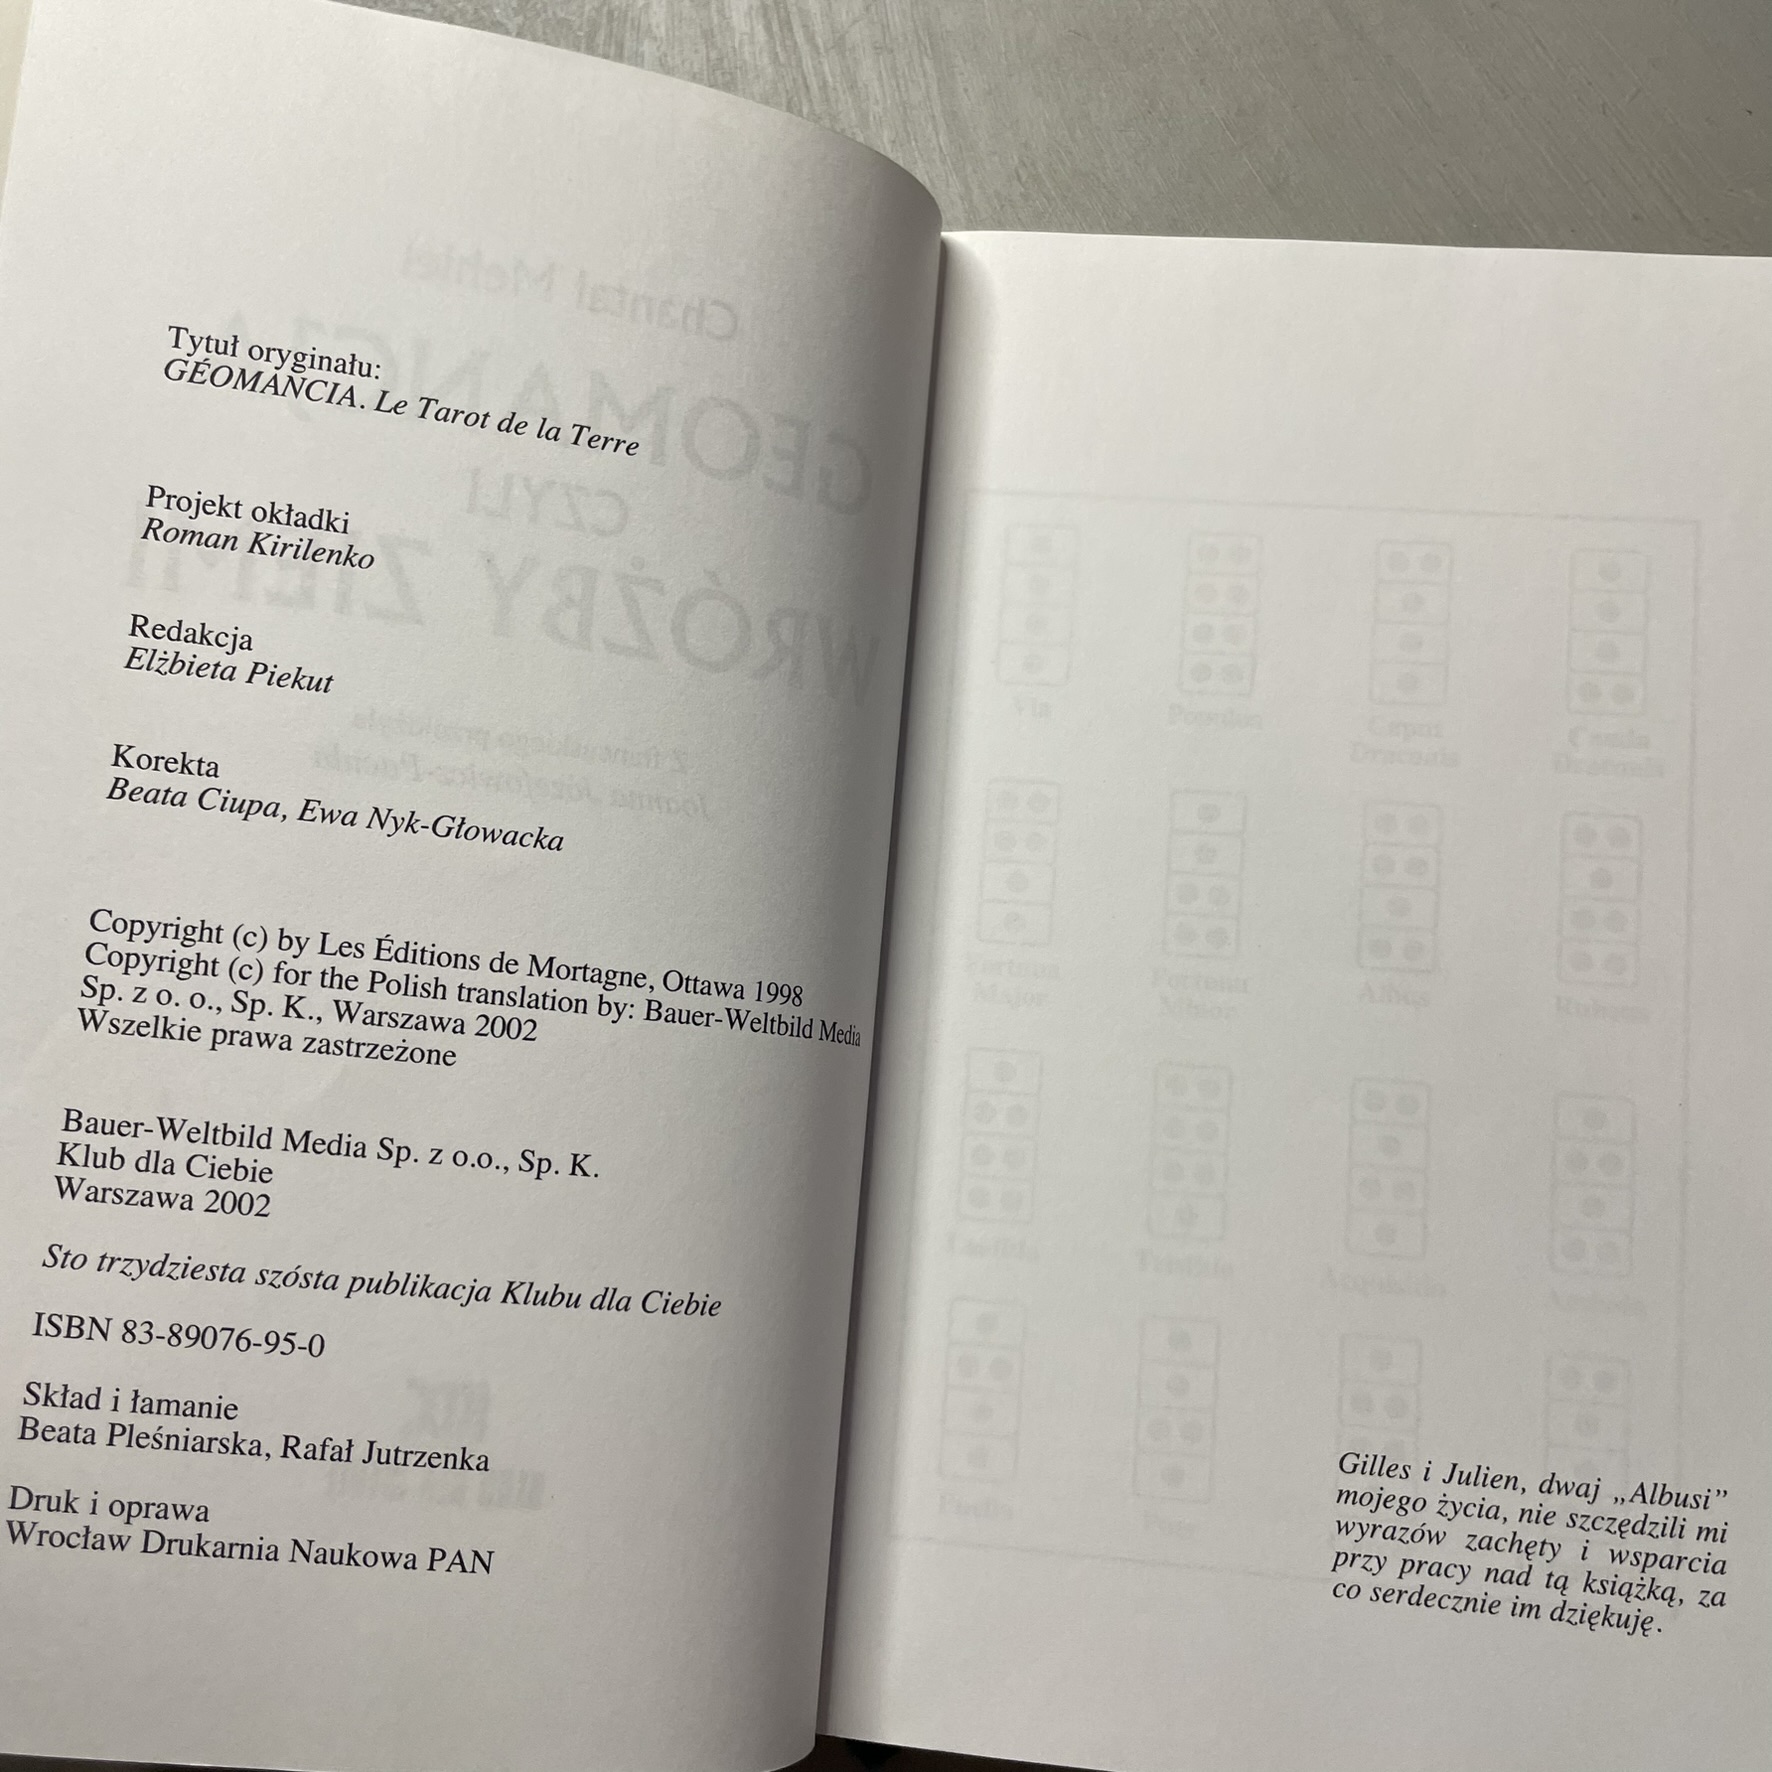 Tytuł oryginału:
GÉOMANCIA. Le Tarot de la Terre
Projekt okładki
Roman Kirilenko
Redakcja
Elżbieta Piekut
Korekta
Beata Ciupa, Ewa Nyk-Głowacka
Copyright (c) by Les Éditions de Mortagne, Ottawa 1998
Copyright (c) for the Polish translation by: Bauer-Weltbild Media
Sp. z o. o., Sp. K., Warszawa 2002
Wszelkie prawa zastrzeżone
Bauer-Weltbild Media Sp. z o.o., Sp. K.
Klub dla Ciebie
Warszawa 2002
Sto trzydziesta szósta publikacja Klubu dla Ciebie
ISBN 83-89076-95-0
Skład i łamanie
Beata Pleśniarska, Rafał Jutrzenka
Druk i oprawa
Wrocław Drukarnia Naukowa PAN
Gilles i Julien, dwaj „Albusi”
mojego życia, nie szczędzili mi
wyrazów zachęty i wsparcia
przy pracy nad tą książką, za
co serdecznie im dziękuję.